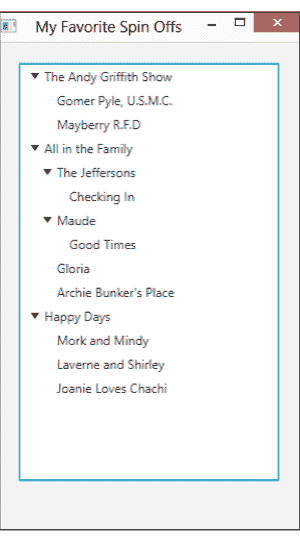 My Favorite Spin Offs
The Andy Griffith Show
Gomer Pyle, U.S.M.C.
Mayberry R.F.D
All in the Family
The Jeffersons
Checking In
Maude
Good Times
Gloria
Archie Bunker's Place
Happy Days
Mork and Mindy
Laverne and Shirley
Joanie Loves Chachi